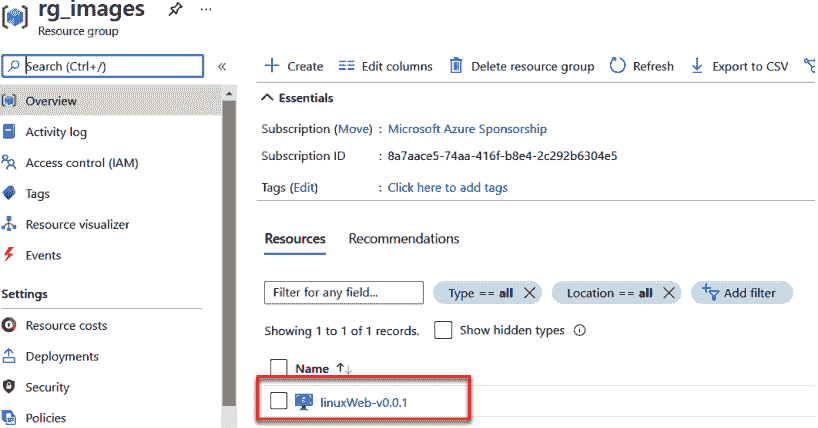 rg_images
Resource group
Search (Ctrl+/)
«
Overview
Activity log
Access control (IAM)
Tags
Resource visualizer
Events
Settings
Resource costs
Deployments
Security
Policies
Create Edit columns Delete resource group Refresh Export to CSV
Essentials
Subscription (Move) : Microsoft Azure Sponsorship
Subscription ID : 8a7aace5-74aa-416f-b8e4-2c292b6304e5
Tags (Edit) : Click here to add tags
Resources Recommendations
Filter for any field... Type == all Location == all Add filter
Showing 1 to 1 of 1 records. Show hidden types
Name
linuxWeb-v0.0.1